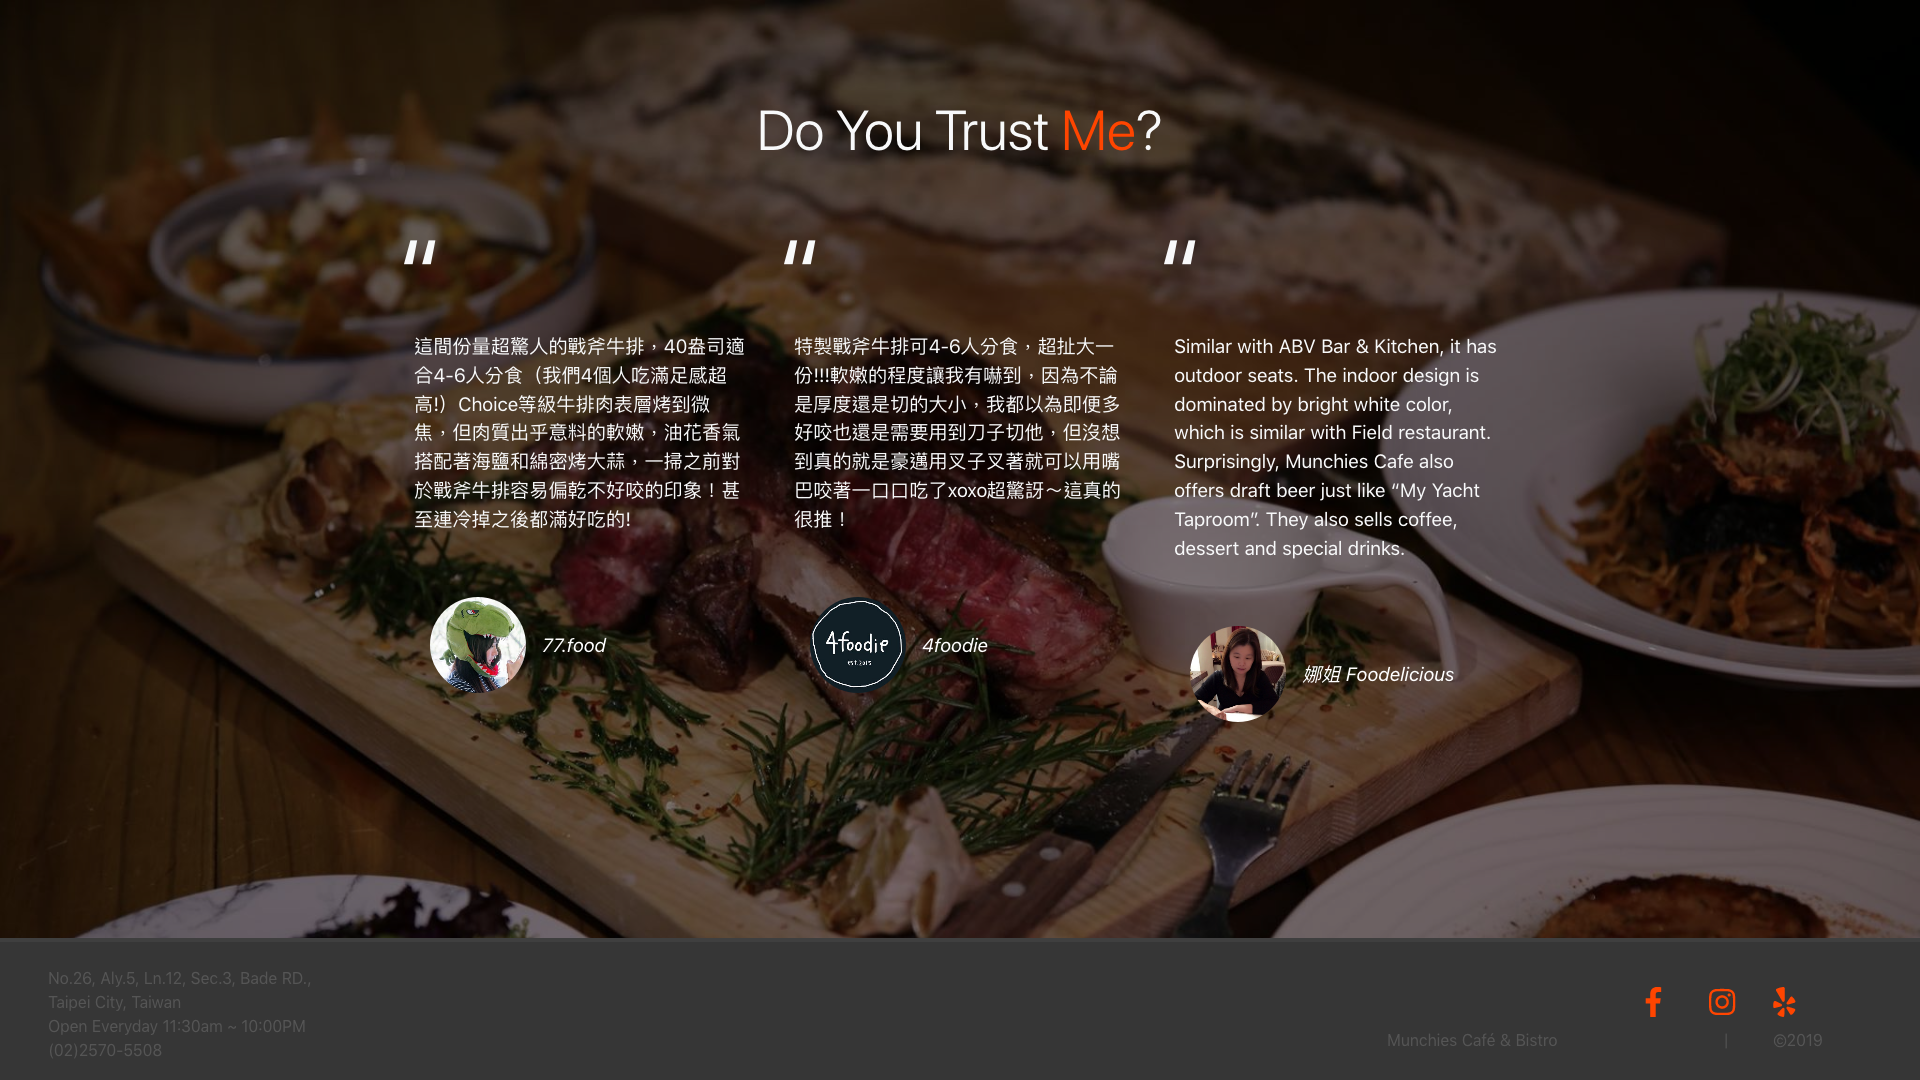 Do You Trust Me?
"
這間份量超驚人的戰斧牛排，40盎司適
合4-6人分食（我們4個人吃滿足感超
高!）Choice等級牛排肉表層烤到微
焦，但肉質出乎意料的軟嫩，油花香氣
搭配著海鹽和綿密烤大蒜，一掃之前對
於戰斧牛排容易偏乾不好咬的印象！甚
至連冷掉之後都滿好吃的!
77.food
"
特製戰斧牛排可4-6人分食，超扯大一
份!!!軟嫩的程度讓我有嚇到，因為不論
是厚度還是切的大小，我都以為即便多
好咬也還是需要用到刀子切他，但沒想
到真的就是豪邁用叉子叉著就可以用嘴
巴咬著一口口吃了xoxo超驚訝～這真的
很推！
4foodie
est.2015
4foodie
"
Similar with ABV Bar & Kitchen, it has
outdoor seats. The indoor design is
dominated by bright white color,
which is similar with Field restaurant.
Surprisingly, Munchies Cafe also
offers draft beer just like “My Yacht
Taproom”. They also sells coffee,
dessert and special drinks.
娜姐 Foodelicious
No.26, Aly.5, Ln.12, Sec.3, Bade RD.,
Taipei City, Taiwan
Open Everyday 11:30am ~ 10:00PM
(02)2570-5508
Munchies Café & Bistro | ©2019